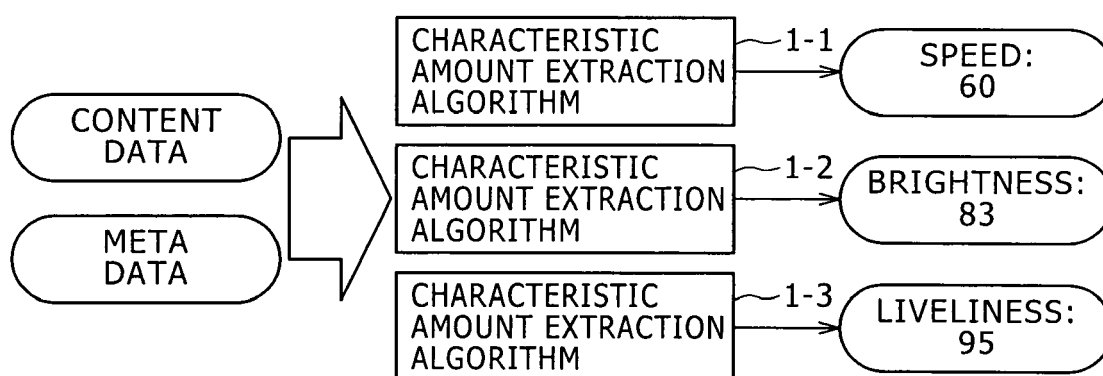 CONTENT
DATA
META
DATA
CHARACTERISTIC
AMOUNT EXTRACTION
ALGORITHM
1-1
SPEED:
60
CHARACTERISTIC
AMOUNT EXTRACTION
ALGORITHM
1-2
BRIGHTNESS:
83
CHARACTERISTIC
AMOUNT EXTRACTION
ALGORITHM
1-3
LIVELINESS:
95